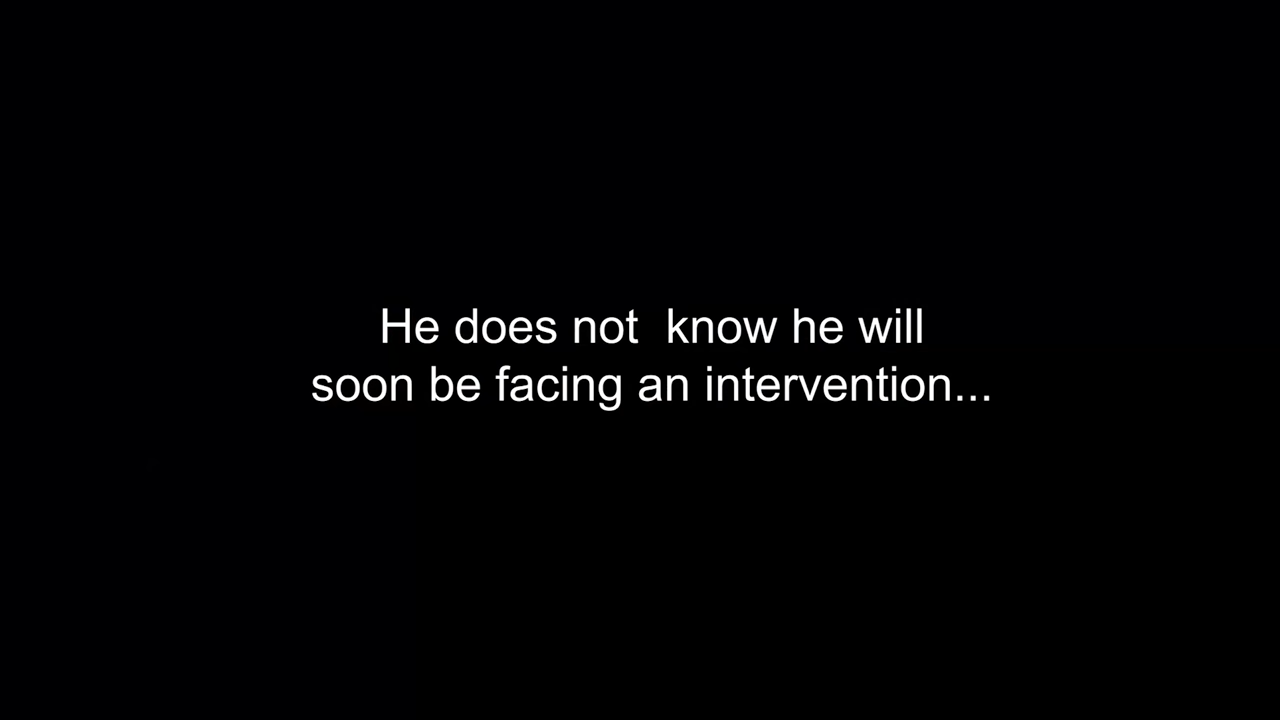 He does not  know he will
soon be facing an intervention...